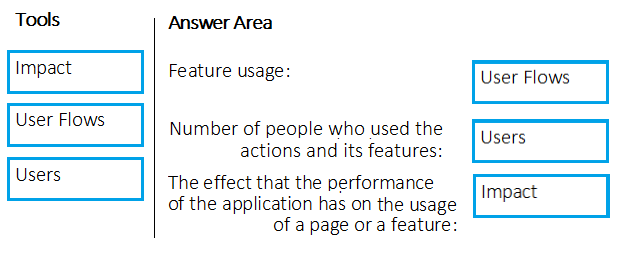 Tools
Answer Area
Impact
User Flows
Users
Feature usage:
User Flows
Number of people who used the
actions and its features:
Users
The effect that the performance
of the application has on the usage
of a page or a feature:
Impact